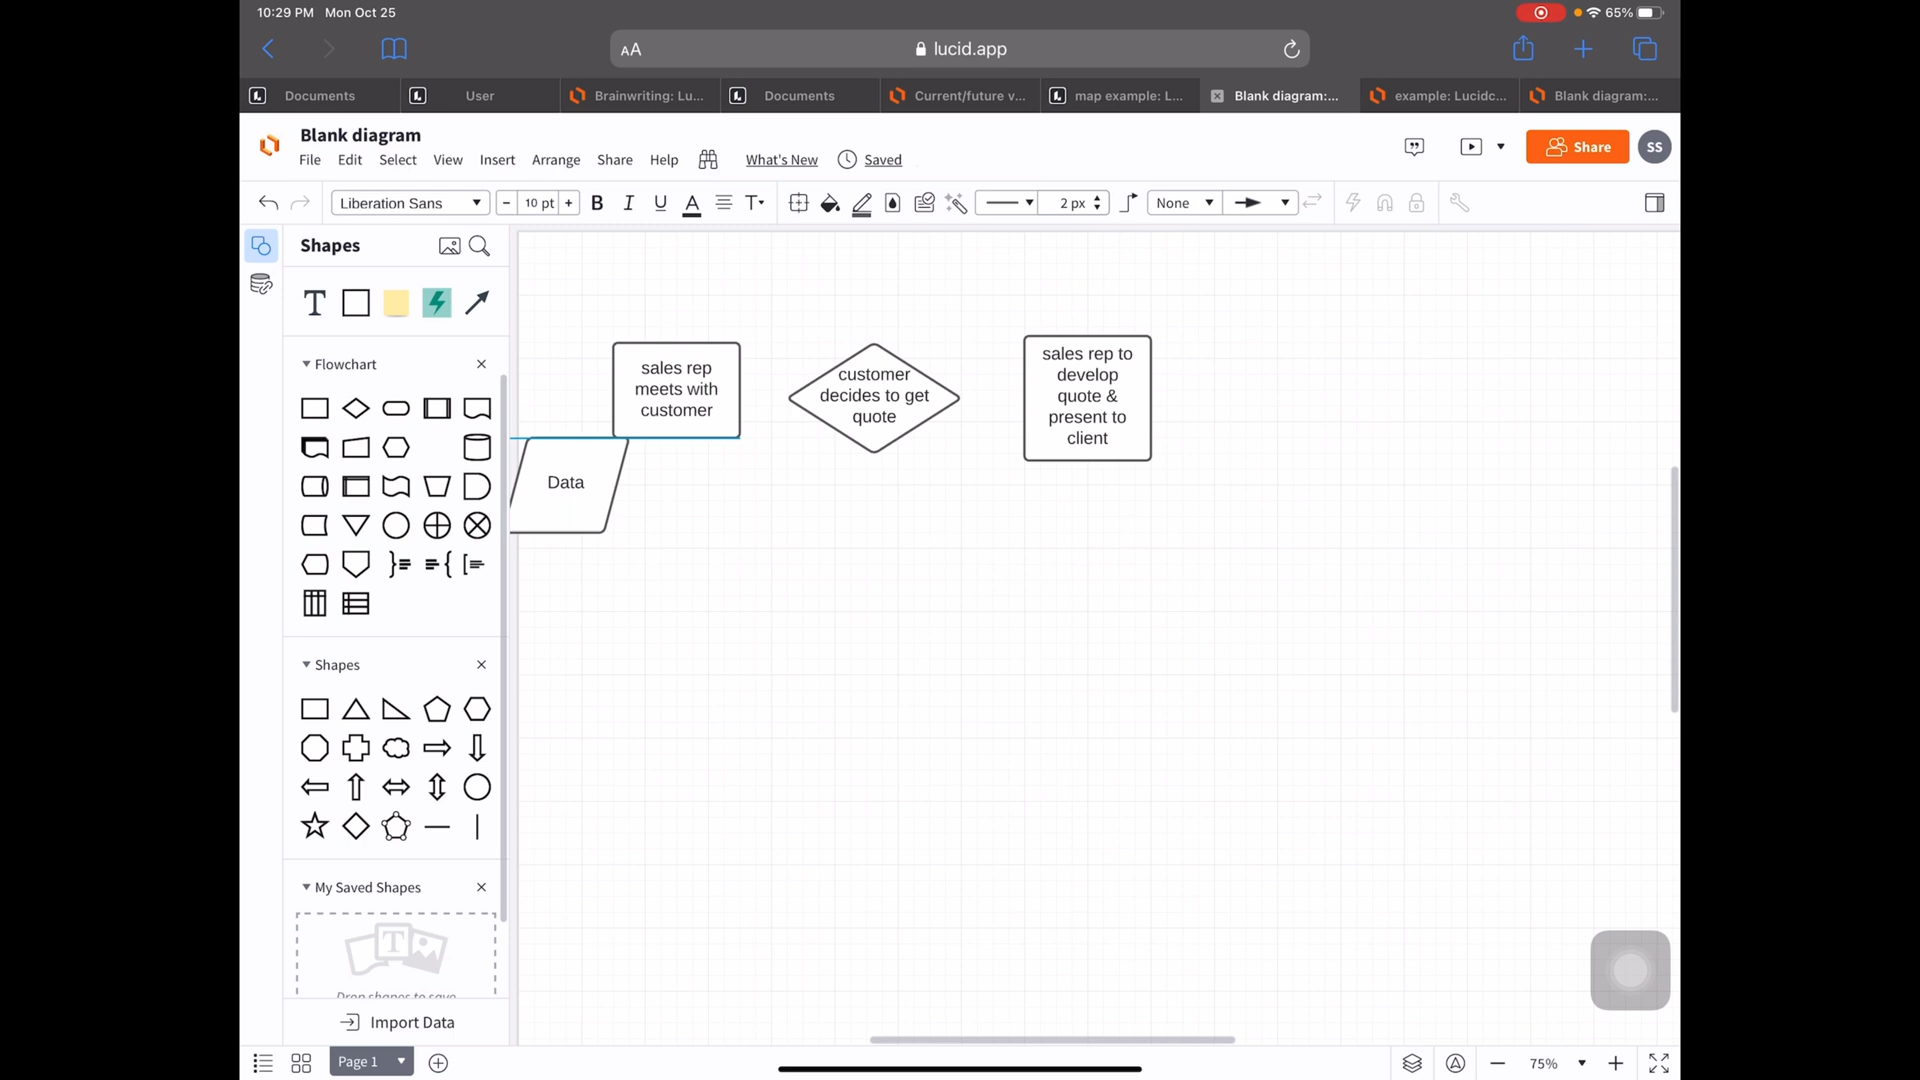 10:29 PM Mon Oct 25
65%
AA
lucid.app
Documents
User
Brainwriting: Lu...
Documents
Current/future v...
map example: L...
Blank diagram:...
example: Lucidc...
Blank diagram:...
Blank diagram
File Edit Select View Insert Arrange Share Help What's New Saved
Share
SS
Liberation Sans
− 10 pt +
B I U A T
2 px
None
Shapes
T
Flowchart
Shapes
My Saved Shapes
T
Drop shapes to save
Import Data
sales rep
meets with
customer
customer
decides to get
quote
sales rep to
develop
quote &
present to
client
Data
Page 1
75%